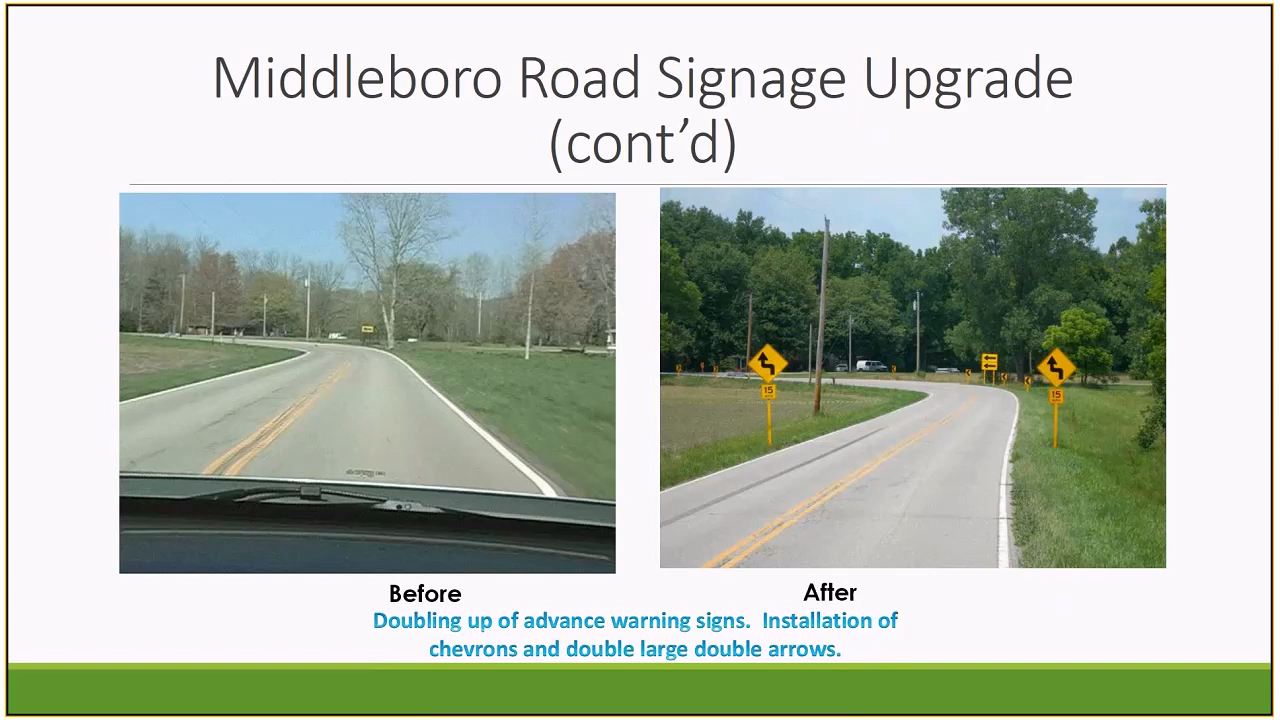 Middleboro Road Signage Upgrade
(cont’d)
15
15
Before
After
Doubling up of advance warning signs. Installation of
chevrons and double large double arrows.